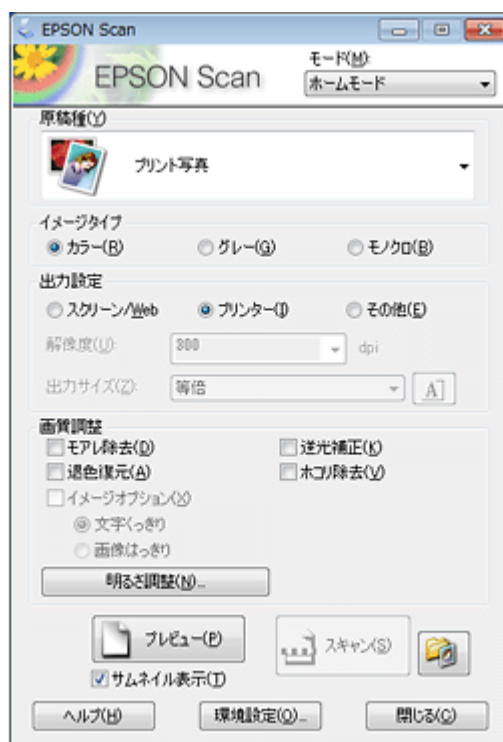 EPSON Scan
EPSON Scan
モード(M):
ホームモード
原稿種(Y)
プリント写真
イメージタイプ
カラー(R) グレー(G) モノクロ(B)
出力設定
スクリーン/Web プリンター(I) その他(E)
解像度(U): 300 dpi
出力サイズ(Z): 等倍 A
画質調整
モアレ除去(D) 逆光補正(K)
退色復元(A) ホコリ除去(V)
イメージオプション(X)
文字くっきり
画像はっきり
明るさ調整(N)...
プレビュー(P) スキャン(S)
サムネイル表示(T)
ヘルプ(H) 環境設定(O)... 閉じる(C)